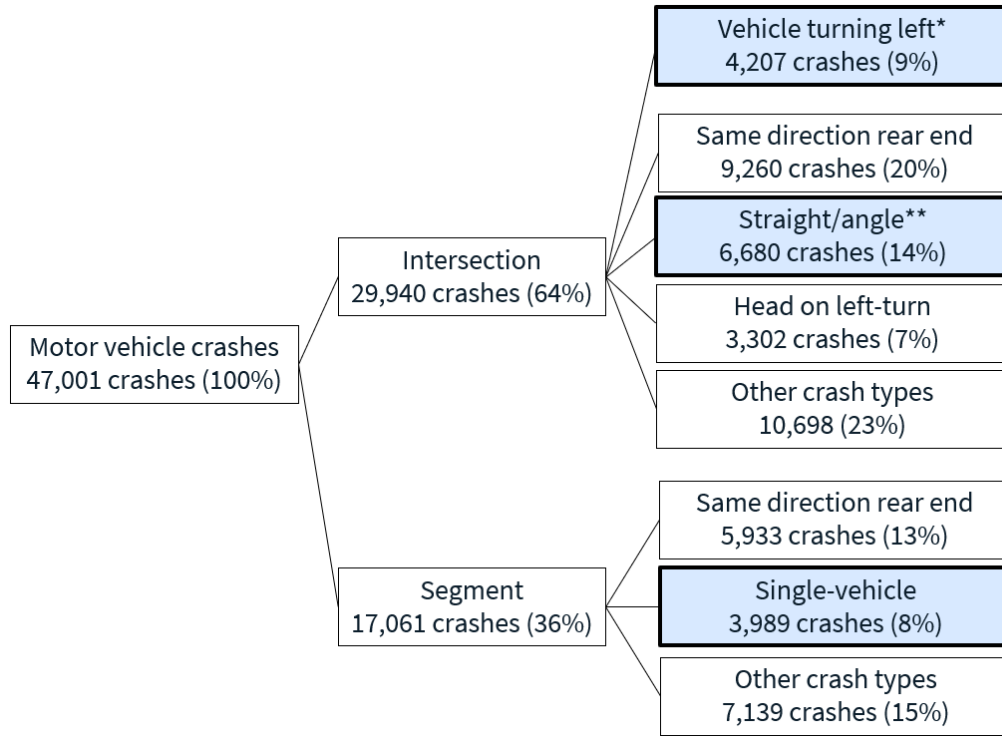 Motor vehicle crashes
47,001 crashes (100%)
Intersection
29,940 crashes (64%)
Vehicle turning left*
4,207 crashes (9%)
Same direction rear end
9,260 crashes (20%)
Straight/angle**
6,680 crashes (14%)
Head on left-turn
3,302 crashes (7%)
Other crash types
10,698 (23%)
Segment
17,061 crashes (36%)
Same direction rear end
5,933 crashes (13%)
Single-vehicle
3,989 crashes (8%)
Other crash types
7,139 crashes (15%)